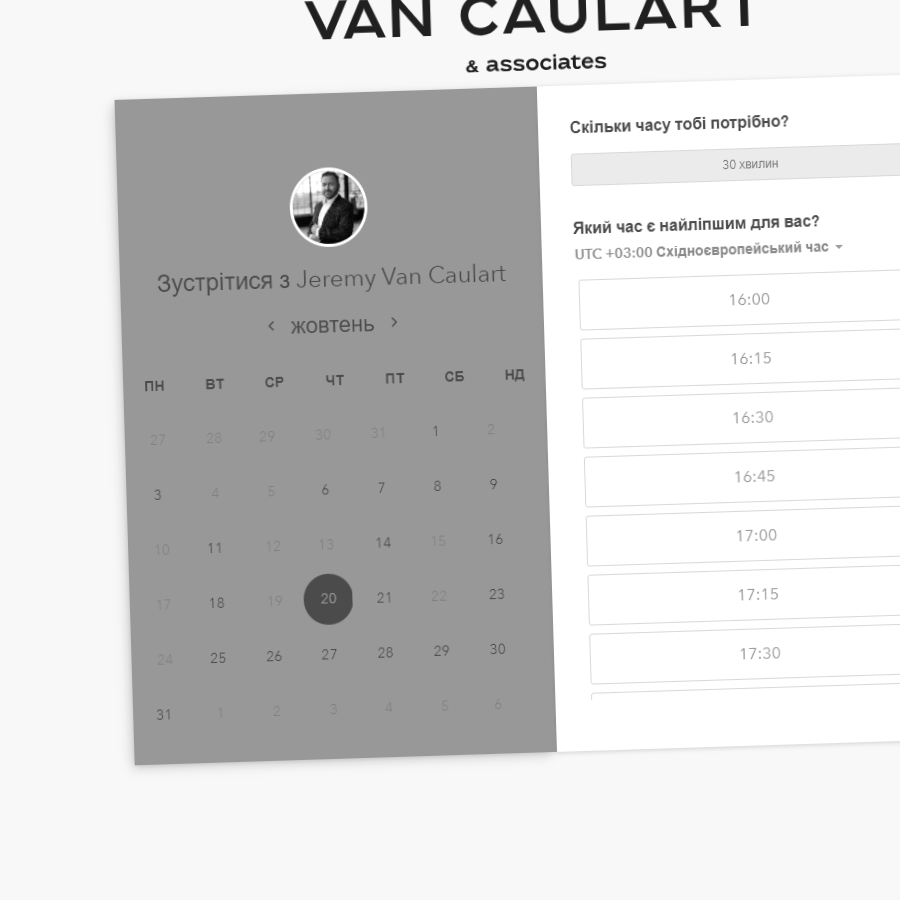 VAN CAULART
& associates
Зустрітися з Jeremy Van Caulart
жовтень
ПН ВТ СР ЧТ ПТ СБ НД
27 28 29 30 31 1 2
3 4 5 6 7 8 9
10 11 12 13 14 15 16
17 18 19 20 21 22 23
24 25 26 27 28 29 30
31 1 2 3 4 5 6
Скільки часу тобі потрібно?
30 хвилин
Який час є найліпшим для вас?
UTC +03:00 Східноєвропейський час
16:00
16:15
16:30
16:45
17:00
17:15
17:30